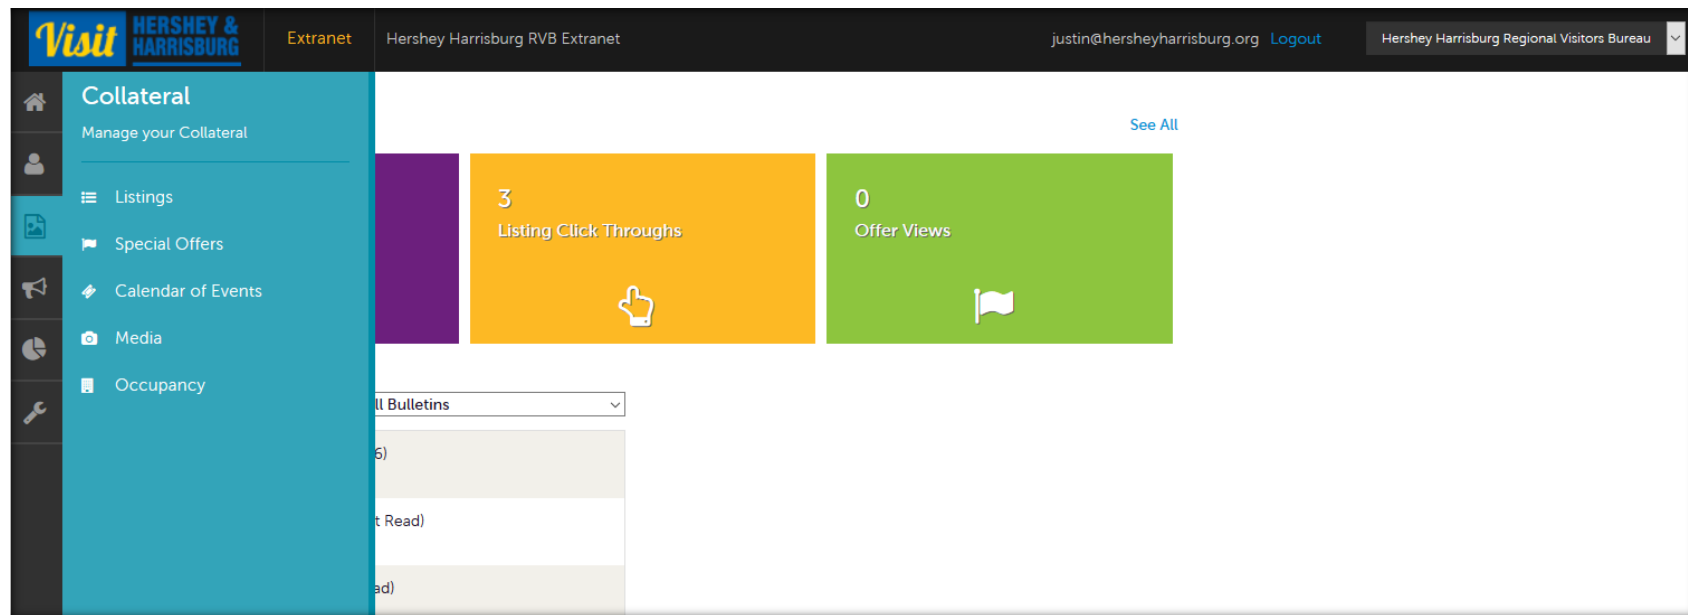 Visit HERSHEY &
HARRISBURG
Extranet
Hershey Harrisburg RVB Extranet
justin@hersheyharrisburg.org Logout
Hershey Harrisburg Regional Visitors Bureau
Collateral
Manage your Collateral
Listings
Special Offers
Calendar of Events
Media
Occupancy
See All
3
Listing Click Throughs
0
Offer Views
ll Bulletins
6)
t Read)
ad)